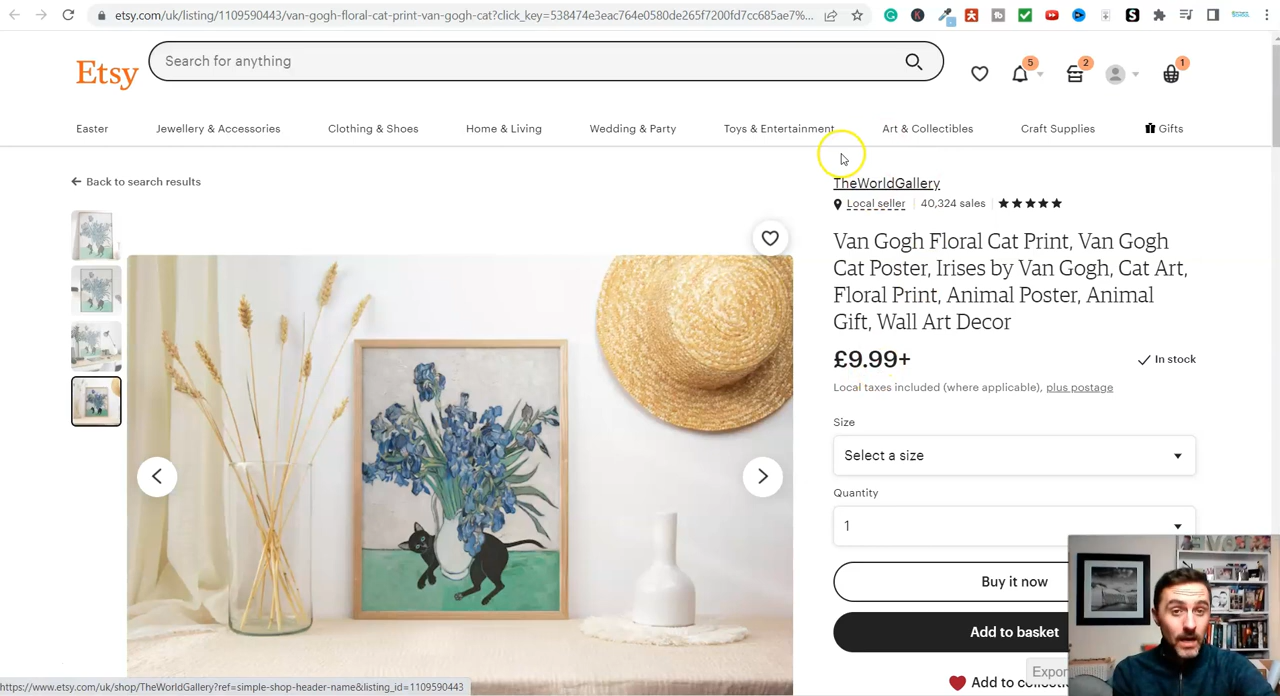 etsy.com/uk/listing/1109590443/van-gogh-floral-cat-print-van-gogh-cat?click_key=538474e3eac764e0580de265f7200fd7cc685ae7%...
Etsy
Search for anything
5
2
1
Easter
Jewellery & Accessories
Clothing & Shoes
Home & Living
Wedding & Party
Toys & Entertainment
Art & Collectibles
Craft Supplies
Gifts
Back to search results
TheWorldGallery
Local seller
40,324 sales
Van Gogh Floral Cat Print, Van Gogh
Cat Poster, Irises by Van Gogh, Cat Art,
Floral Print, Animal Poster, Animal
Gift, Wall Art Decor
£9.99+
In stock
Local taxes included (where applicable), plus postage
Size
Select a size
Quantity
1
Buy it now
Add to basket
Add to
https://www.etsy.com/uk/shop/TheWorldGallery?ref=simple-shop-header-name&listing_id=1109590443